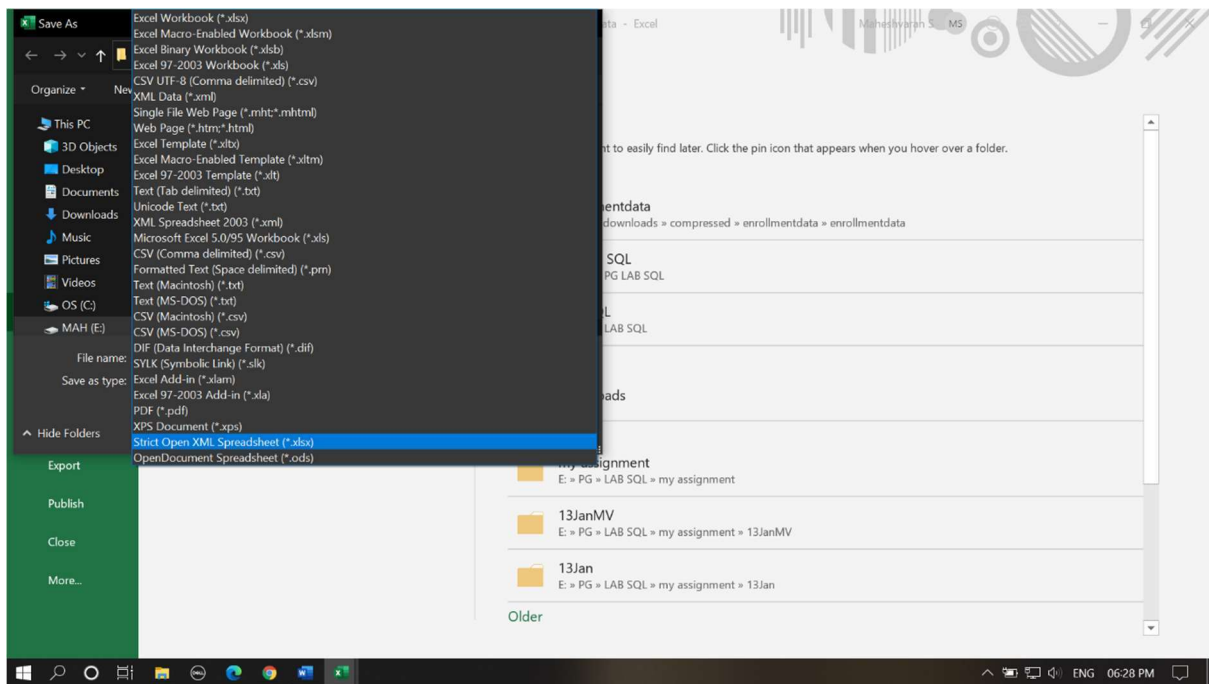 Save As
Organize
New
This PC
3D Objects
Desktop
Documents
Downloads
Music
Pictures
Videos
OS (C:)
MAH (E:)
File name:
Save as type:
Hide Folders
Excel Workbook (*.xlsx)
Excel Macro-Enabled Workbook (*.xlsm)
Excel Binary Workbook (*.xlsb)
Excel 97-2003 Workbook (*.xls)
CSV UTF-8 (Comma delimited) (*.csv)
XML Data (*.xml)
Single File Web Page (*.mht;*.mhtml)
Web Page (*.htm;*.html)
Excel Template (*.xltx)
Excel Macro-Enabled Template (*.xltm)
Excel 97-2003 Template (*.xlt)
Text (Tab delimited) (*.txt)
Unicode Text (*.txt)
XML Spreadsheet 2003 (*.xml)
Microsoft Excel 5.0/95 Workbook (*.xls)
CSV (Comma delimited) (*.csv)
Formatted Text (Space delimited) (*.prn)
Text (Macintosh) (*.txt)
Text (MS-DOS) (*.txt)
CSV (Macintosh) (*.csv)
CSV (MS-DOS) (*.csv)
DIF (Data Interchange Format) (*.dif)
SYLK (Symbolic Link) (*.slk)
Excel Add-in (*.xlam)
Excel 97-2003 Add-in (*.xla)
PDF (*.pdf)
XPS Document (*.xps)
Strict Open XML Spreadsheet (*.xlsx)
OpenDocument Spreadsheet (*.ods)
Export
Publish
Close
More...
ata - Excel
Maheshvaran S MS
nt to easily find later. Click the pin icon that appears when you hover over a folder.
entdata
downloads » compressed » enrollmentdata » enrollmentdata
SQL
PG LAB SQL
L
LAB SQL
oads
my assignment
E: » PG » LAB SQL » my assignment
13JanMV
E: » PG » LAB SQL » my assignment » 13JanMV
13Jan
E: » PG » LAB SQL » my assignment » 13Jan
Older
ENG 06:28 PM